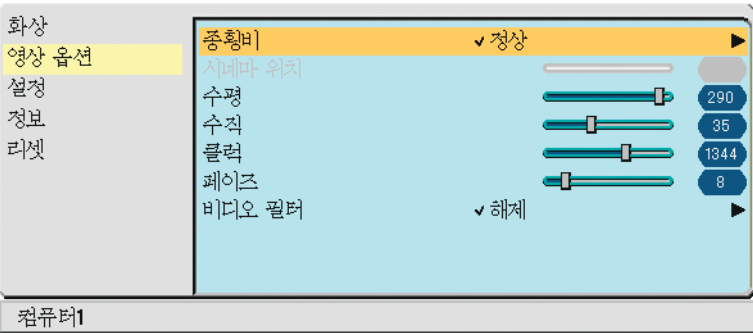 화상
영상 옵션
설정
정보
리셋
종횡비 ✓정상
시네마 위치
수평 290
수직 35
클럭 1344
페이즈 8
비디오 필터 ✓해제
컴퓨터1